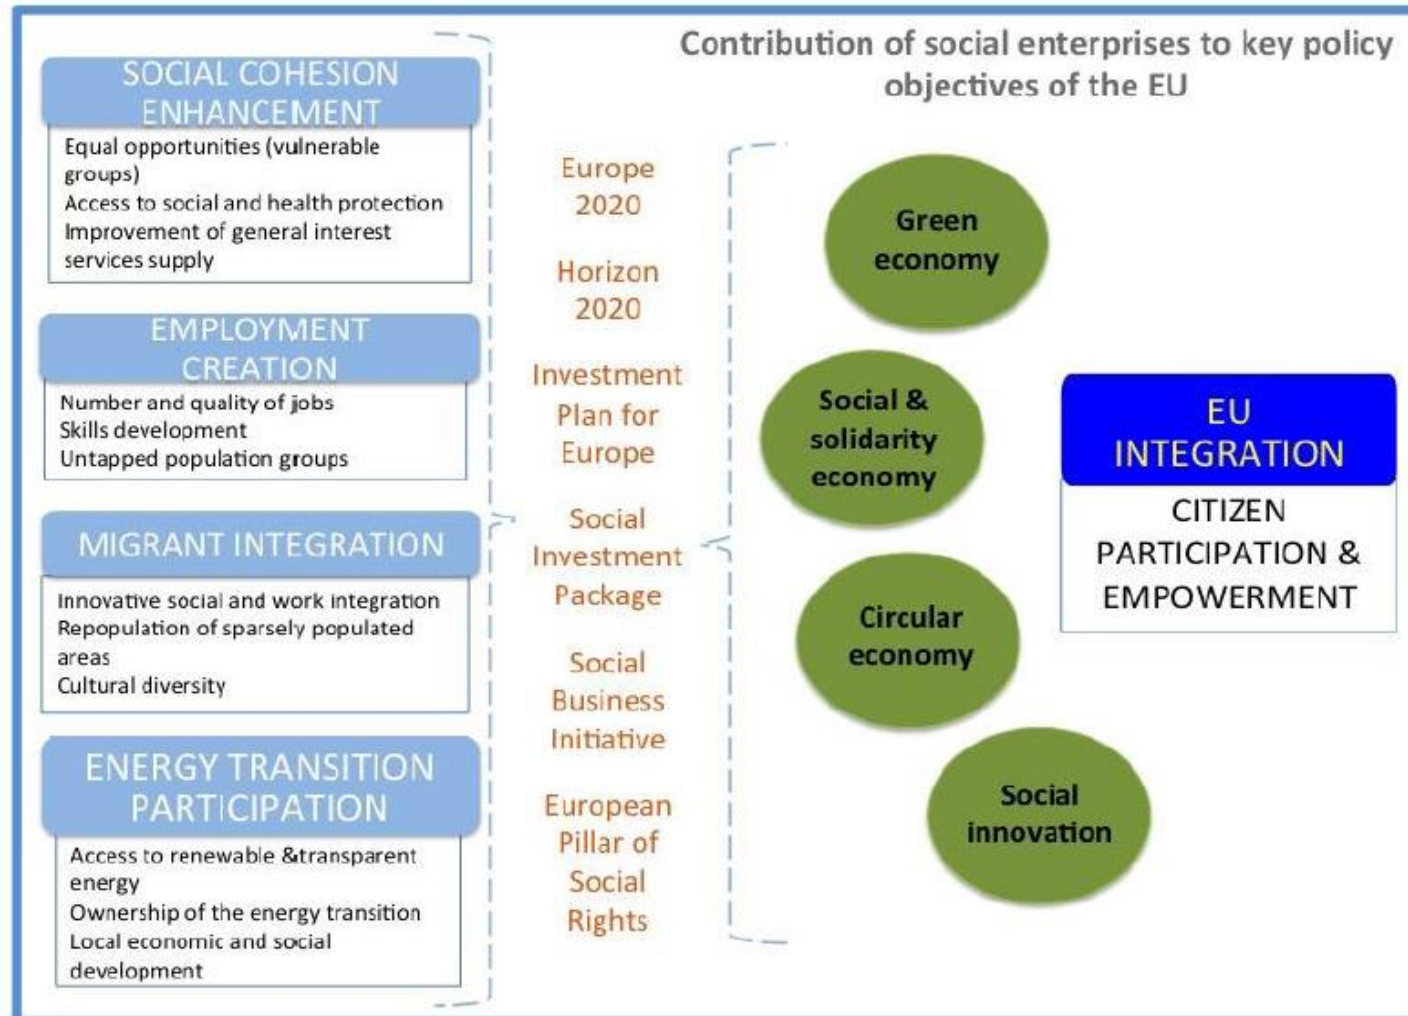 Contribution of social enterprises to key policy
objectives of the EU
SOCIAL COHESION
ENHANCEMENT
Equal opportunities (vulnerable
groups)
Access to social and health protection
Improvement of general interest
services supply
EMPLOYMENT
CREATION
Number and quality of jobs
Skills development
Untapped population groups
MIGRANT INTEGRATION
Innovative social and work integration
Repopulation of sparsely populated
areas
Cultural diversity
ENERGY TRANSITION
PARTICIPATION
Access to renewable &transparent
energy
Ownership of the energy transition
Local economic and social
development
Europe
2020
Horizon
2020
Investment
Plan for
Europe
Social
Investment
Package
Social
Business
Initiative
European
Pillar of
Social
Rights
Green
economy
Social &
solidarity
economy
Circular
economy
Social
innovation
EU
INTEGRATION
CITIZEN
PARTICIPATION &
EMPOWERMENT